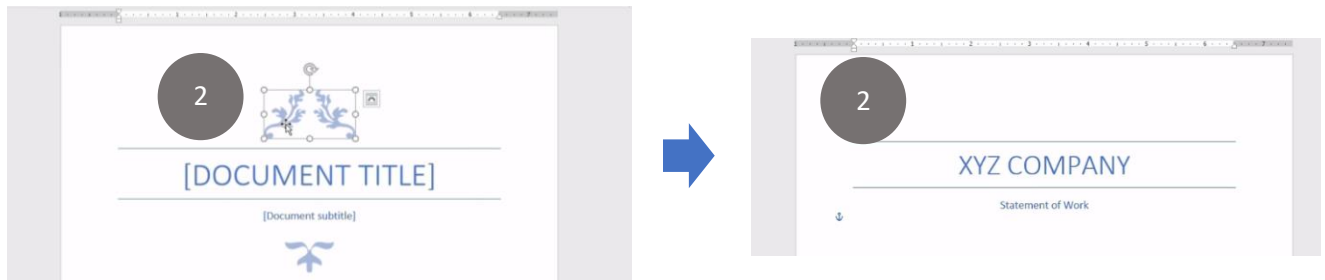 2
[DOCUMENT TITLE]
[Document subtitle]
2
XYZ COMPANY
Statement of Work